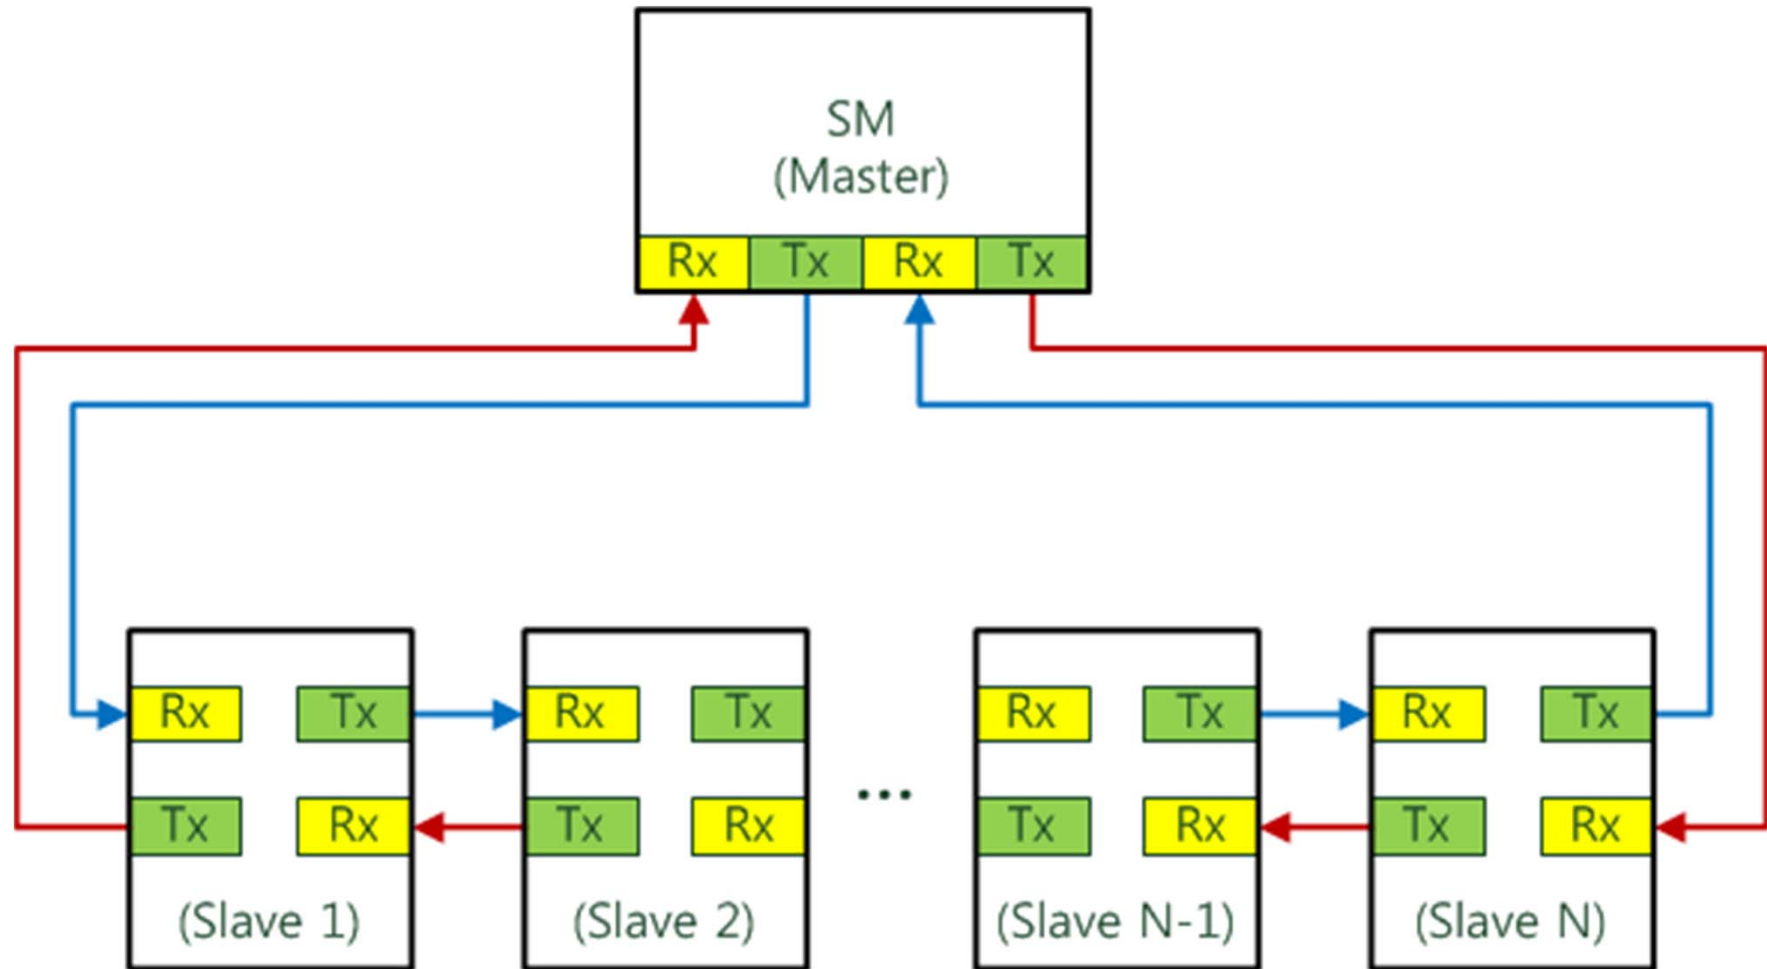 SM
(Master)
Rx Tx Rx Tx
Rx Tx Rx Tx Rx Tx Rx Tx
...
Tx Rx Tx Rx Tx Rx Tx Rx
(Slave 1) (Slave 2) (Slave N-1) (Slave N)